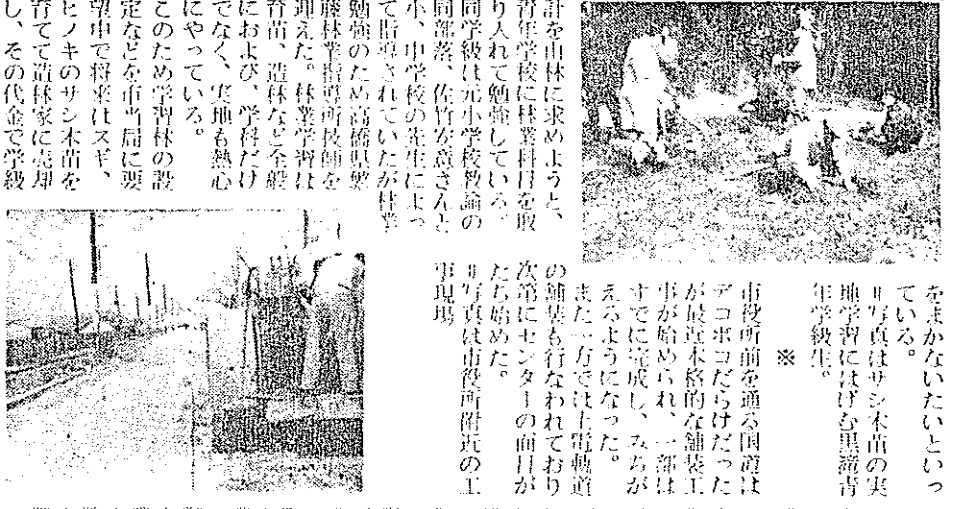 計を山林に求めようと、
青年学校に林業科目を取
り入れて勉強している。
同学級は元小学校教諭の
同部落、佐竹安意さんと
小、中学校の先生によっ
て指導されていたが林業
勉強のため高橋県繁
藤林業指導所技師を
迎えた。林業学習は
育苗、造林など全般
におよび、学科だけ
でなく、実地も熱心
にやっている。
このため学習林の設
定などを市当局に要
望中で将来はスギ、
ヒノキのサシ木苗を
育てて造林家に売却
し、その代金で学級
をまかないたいといっ
ている。
＝写真はサシ木苗の実
地学習にはげむ黒滝青
年学級生。
※
市役所前を通る国道は
デコボコだらけだった
が最近本格的な舗装工
事が始められ、一部は
すでに完成し、みちが
えるようになった。
また一方では土電軌道
の舗装も行なわれており
次第にセンターの面目が
たち始めた。
＝写真は市役所附近の工
事現場